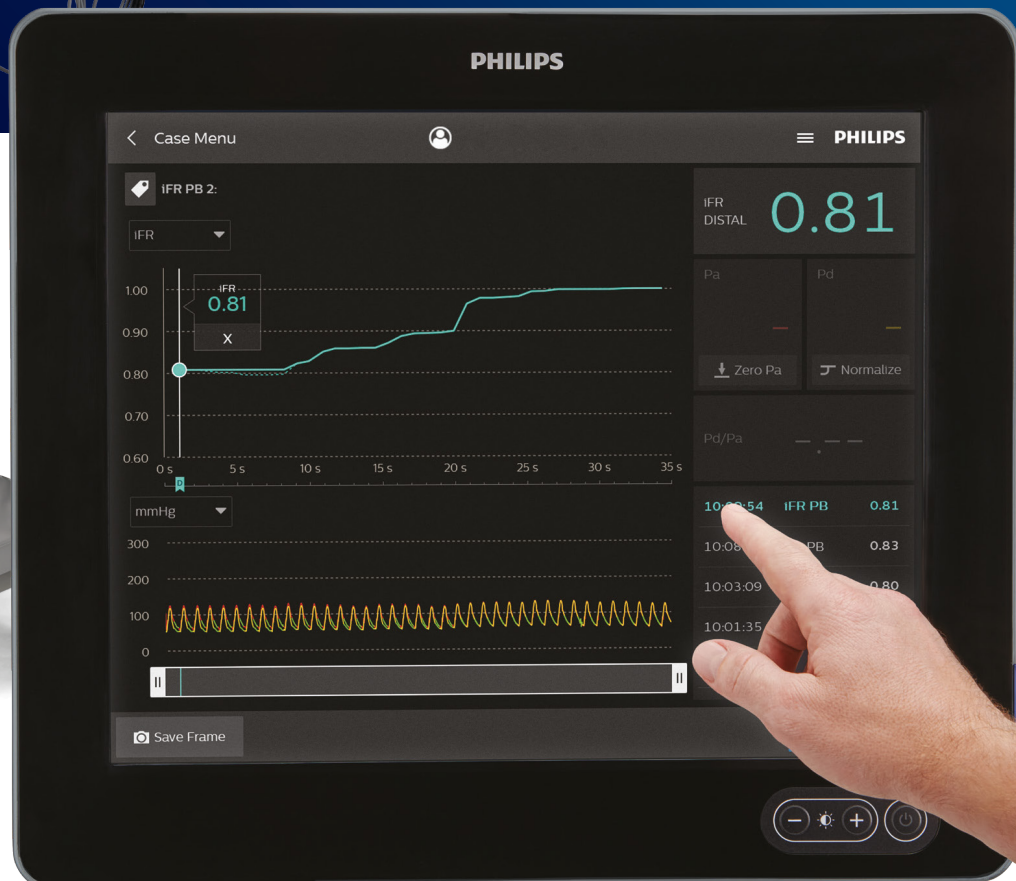 PHILIPS
Case Menu
PHILIPS
iFR PB 2:
iFR
iFR
DISTAL
0.81
Pa
Pd
Zero Pa
Normalize
Pd/Pa
iFR
0.81
X
1.00
0.90
0.80
0.70
0.60
0 s 5 s 10 s 15 s 20 s 25 s 30 s 35 s
D
mmHg
300
200
100
0
iFR PB 0.81
PB 0.83
10:03:09 0.80
10:01:35
Save Frame